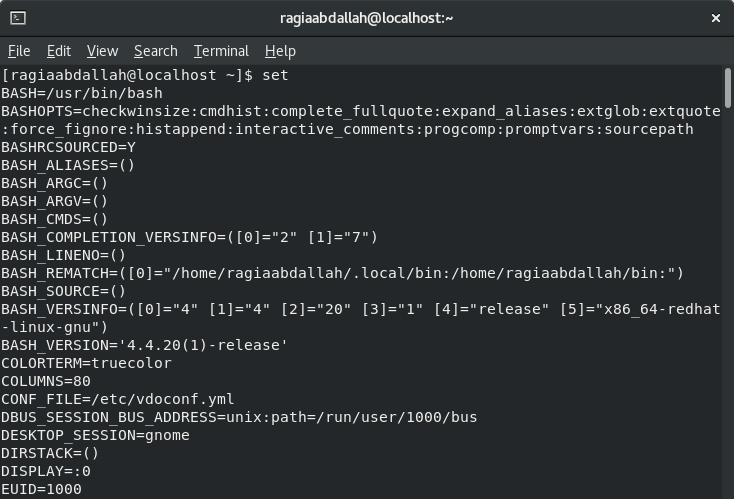 ragiaabdallah@localhost:~
File Edit View Search Terminal Help
[ragiaabdallah@localhost ~]$ set
BASH=/usr/bin/bash
BASHOPTS=checkwinsize:cmdhist:complete_fullquote:expand_aliases:extglob:extquote
:force_fignore:histappend:interactive_comments:progcomp:promptvars:sourcepath
BASHRCSOURCED=Y
BASH_ALIASES=()
BASH_ARGC=()
BASH_ARGV=()
BASH_CMDS=()
BASH_COMPLETION_VERSINFO=([0]="2" [1]="7")
BASH_LINENO=()
BASH_REMATCH=([0]="/home/ragiaabdallah/.local/bin:/home/ragiaabdallah/bin:")
BASH_SOURCE=()
BASH_VERSINFO=([0]="4" [1]="4" [2]="20" [3]="1" [4]="release" [5]="x86_64-redhat
-linux-gnu")
BASH_VERSION='4.4.20(1)-release'
COLORTERM=truecolor
COLUMNS=80
CONF_FILE=/etc/vdoconf.yml
DBUS_SESSION_BUS_ADDRESS=unix:path=/run/user/1000/bus
DESKTOP_SESSION=gnome
DIRSTACK=()
DISPLAY=:0
EUID=1000